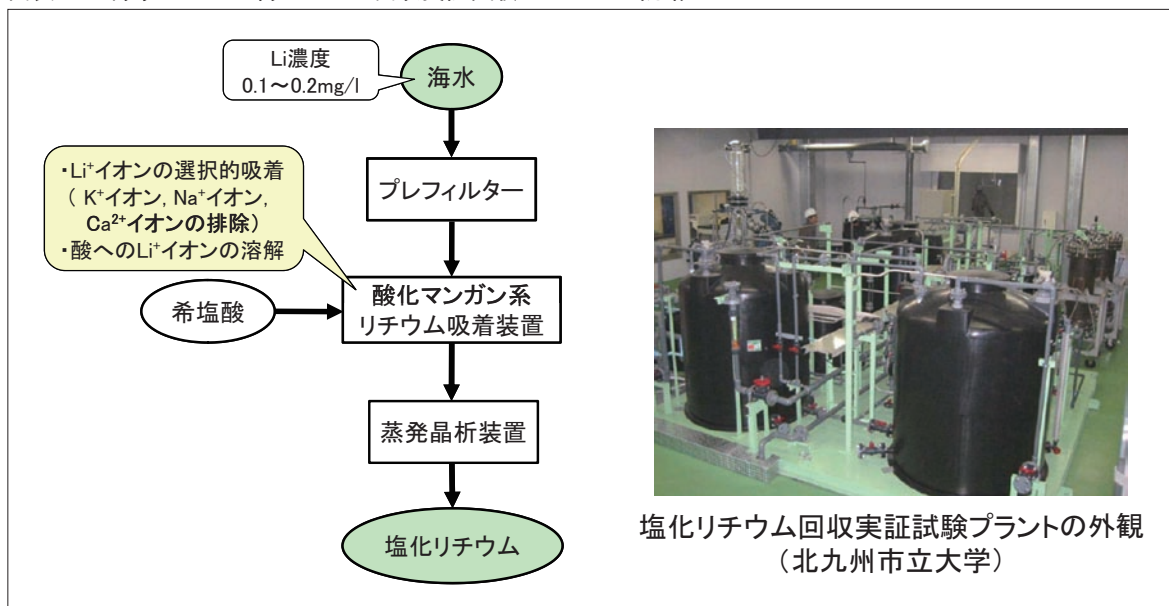 Li濃度
0.1～0.2mg/l
海水
プレフィルター
・Li⁺イオンの選択的吸着
（ K⁺イオン, Na⁺イオン,
Ca²⁺イオンの排除）
・酸へのLi⁺イオンの溶解
希塩酸
酸化マンガン系
リチウム吸着装置
蒸発晶析装置
塩化リチウム
塩化リチウム回収実証試験プラントの外観
（北九州市立大学）